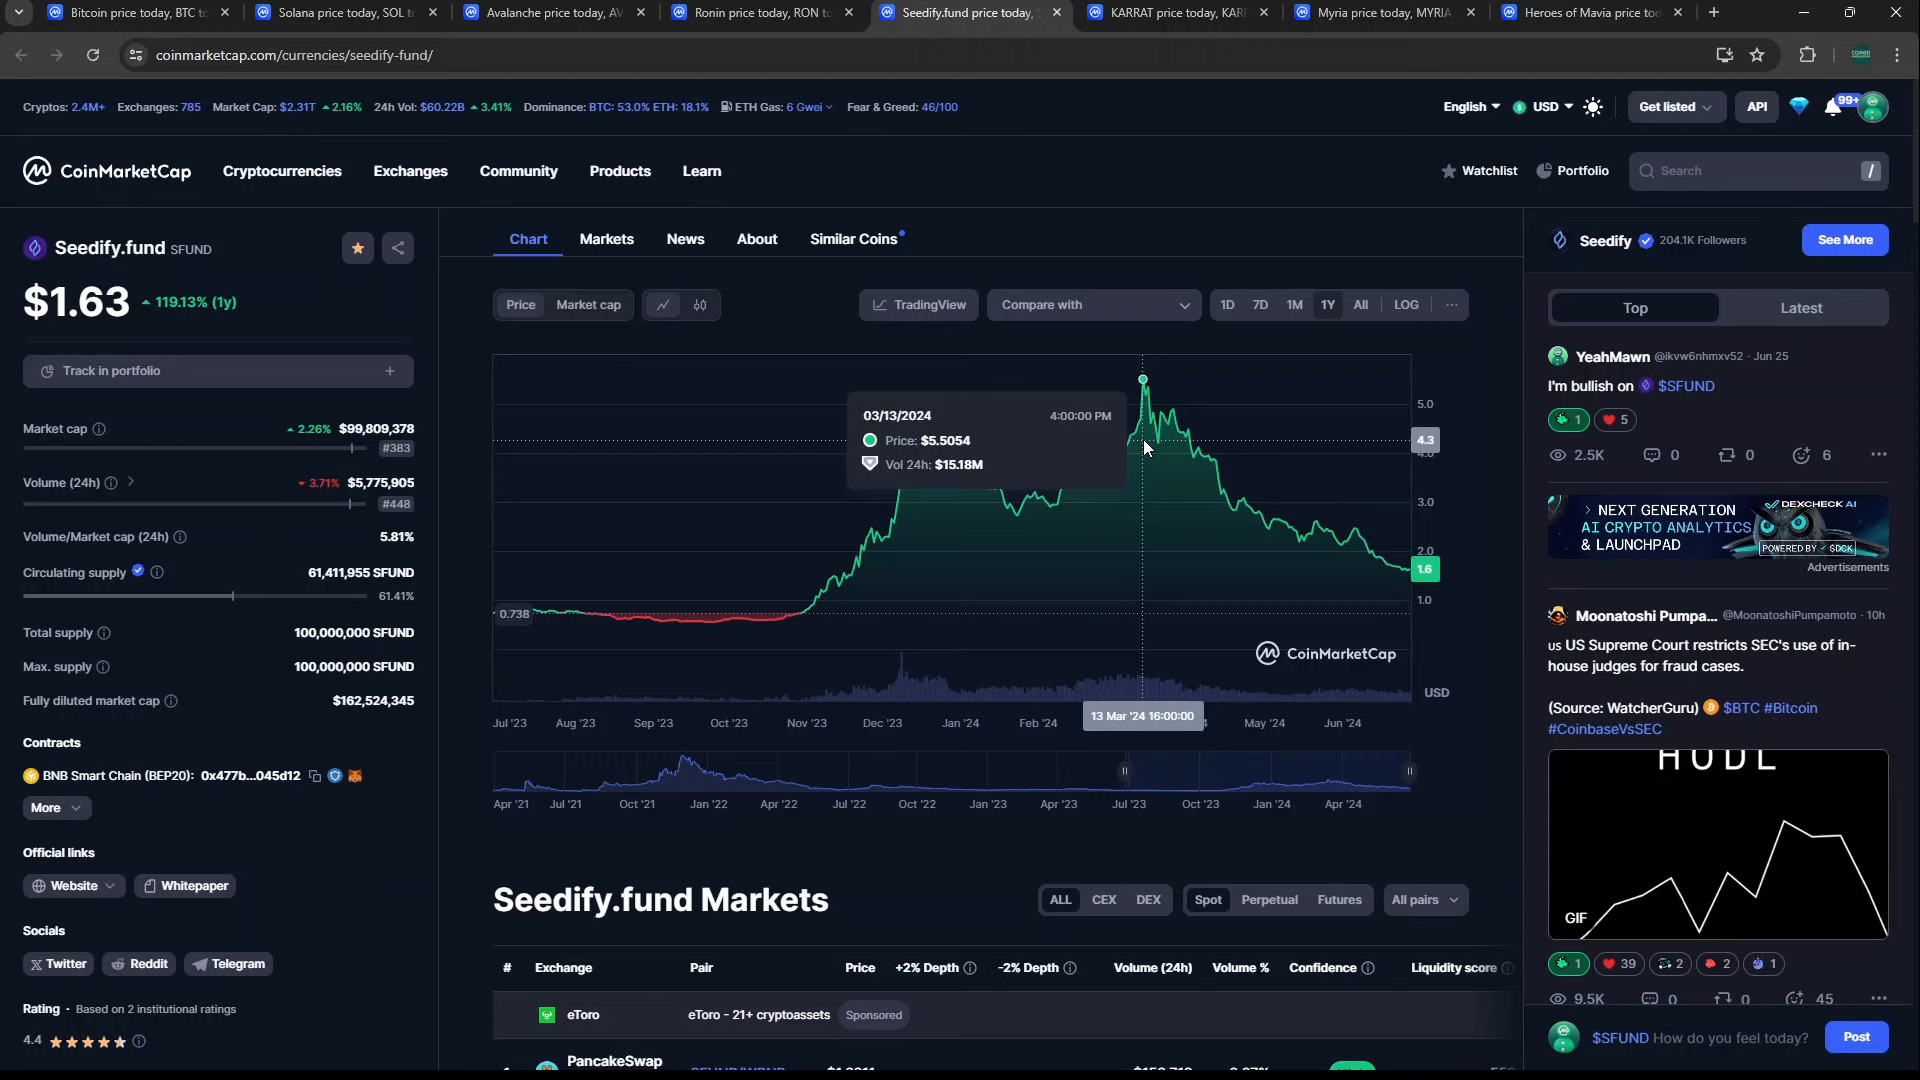 Bitcoin price today, BTC to
Solana price today, SOL t
Avalanche price today, AV
Ronin price today, RON to
Seedify.fund price today, S
KARRAT price today, KARR
Myria price today, MYRIA
Heroes of Mavia price tod
coinmarketcap.com/currencies/seedify-fund/
Cryptos: 2.4M+ Exchanges: 785 Market Cap: $2.31T 2.16% 24h Vol: $60.22B 3.41% Dominance: BTC: 53.0% ETH: 18.1% ETH Gas: 6 Gwei Fear & Greed: 46/100
English USD Get listed API 99+
CoinMarketCap Cryptocurrencies Exchanges Community Products Learn
Watchlist Portfolio Search /
Seedify.fund SFUND
$1.63 119.13% (1y)
Track in portfolio +
Market cap 2.26% $99,809,378
#383
Volume (24h) 3.71% $5,775,905
#448
Volume/Market cap (24h) 5.81%
Circulating supply 61,411,955 SFUND
61.41%
Total supply 100,000,000 SFUND
Max. supply 100,000,000 SFUND
Fully diluted market cap $162,524,345
Contracts
BNB Smart Chain (BEP20): 0x477b...045d12
More
Official links
Website Whitepaper
Socials
Twitter Reddit Telegram
Rating · Based on 2 institutional ratings
4.4
Chart Markets News About Similar Coins
Price Market cap TradingView Compare with 1D 7D 1M 1Y All LOG ...
03/13/2024 4:00:00 PM
Price: $5.5054
Vol 24h: $15.18M
5.0
4.3
4.0
3.0
2.0
1.6
1.0
0.738
CoinMarketCap
USD
Jul '23 Aug '23 Sep '23 Oct '23 Nov '23 Dec '23 Jan '24 Feb '24 13 Mar '24 16:00:00 May '24 Jun '24
Apr '21 Jul '21 Oct '21 Jan '22 Apr '22 Jul '22 Oct '22 Jan '23 Apr '23 Jul '23 Oct '23 Jan '24 Apr '24
Seedify.fund Markets
ALL CEX DEX Spot Perpetual Futures All pairs
# Exchange Pair Price +2% Depth -2% Depth Volume (24h) Volume % Confidence Liquidity score
eToro eToro - 21+ cryptoassets Sponsored
PancakeSwap
Seedify 204.1K Followers See More
Top Latest
YeahMawn @ikvw6nhmxv52 · Jun 25
I'm bullish on $SFUND
1 5
2.5K 0 0 6
> NEXT GENERATION
AI CRYPTO ANALYTICS
& LAUNCHPAD
DEXCHECK AI
POWERED BY $DCK
Advertisements
Moonatoshi Pumpa... @MoonatoshiPumpamoto · 10h
us US Supreme Court restricts SEC's use of in-
house judges for fraud cases.
(Source: WatcherGuru) $BTC #Bitcoin
#CoinbaseVsSEC
HODL
GIF
1 39 2 2 1
9.5K 0 0 45
$SFUND How do you feel today? Post